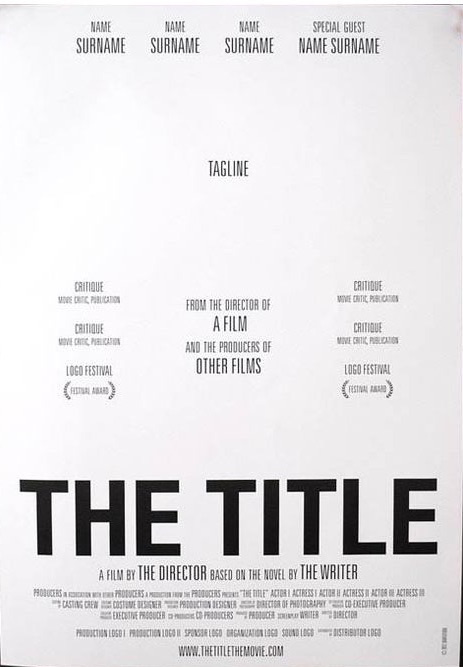 NAME NAME NAME SPECIAL GUEST
SURNAME SURNAME SURNAME NAME SURNAME
TAGLINE
CRITIQUE
MOVIE CRITIC, PUBLICATION
CRITIQUE
MOVIE CRITIC, PUBLICATION
LOGO FESTIVAL
FESTIVAL AWARD
FROM THE DIRECTOR OF
A FILM
AND THE PRODUCERS OF
OTHER FILMS
CRITIQUE
MOVIE CRITIC, PUBLICATION
CRITIQUE
MOVIE CRITIC, PUBLICATION
LOGO FESTIVAL
FESTIVAL AWARD
THE TITLE
A FILM BY THE DIRECTOR BASED ON THE NOVEL BY THE WRITER
PRODUCERS IN ASSOCIATION WITH OTHER PRODUCERS A PRODUCTION FROM THE PRODUCERS PRESENTS "THE TITLE" ACTOR I ACTRESS I ACTOR II ACTRESS II ACTOR III ACTRESS III
CASTING CREW COSTUME DESIGNER PRODUCTION DESIGNER DIRECTOR OF PHOTOGRAPHY CO-EXECUTIVE PRODUCER
EXECUTIVE PRODUCER CO-PRODUCERS PRODUCER SCREENPLAY WRITER DIRECTOR
PRODUCTION LOGO I PRODUCTION LOGO II SPONSOR LOGO ORGANIZATION LOGO SOUND LOGO DISTRIBUTOR LOGO
WWW.THETITLETHEMOVIE.COM